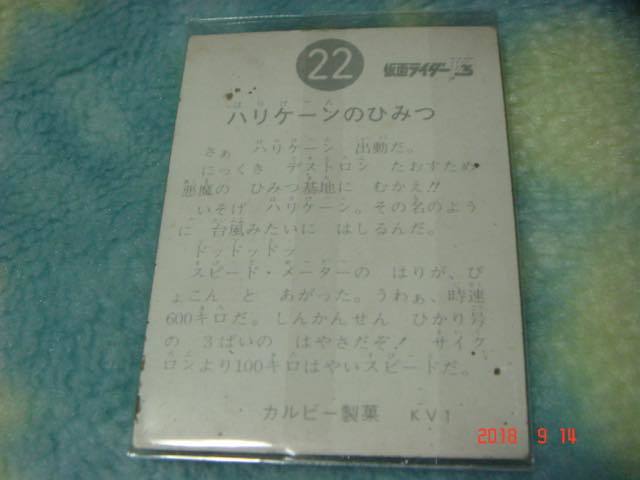 22
仮面ライダーV3
はりけーん
ハリケーンのひみつ
さぁ ハリケーン 出動だ。
にっくき デストロン たおすため
悪魔の ひみつ基地に むかえ!!
いそげ ハリケーン。その名のよう
に 台風みたいに はしるんだ。
ドッドッドッ
スピード・メーターの はりが、ぴ
ょこん と あがった。うわぁ、時速
600キロだ。しんかんせん ひかり号
の 3ばいの はやさだぞ! サイク
ロンより100キロはやいスピードだ。
カルビー製菓 KV1
2018 9 14